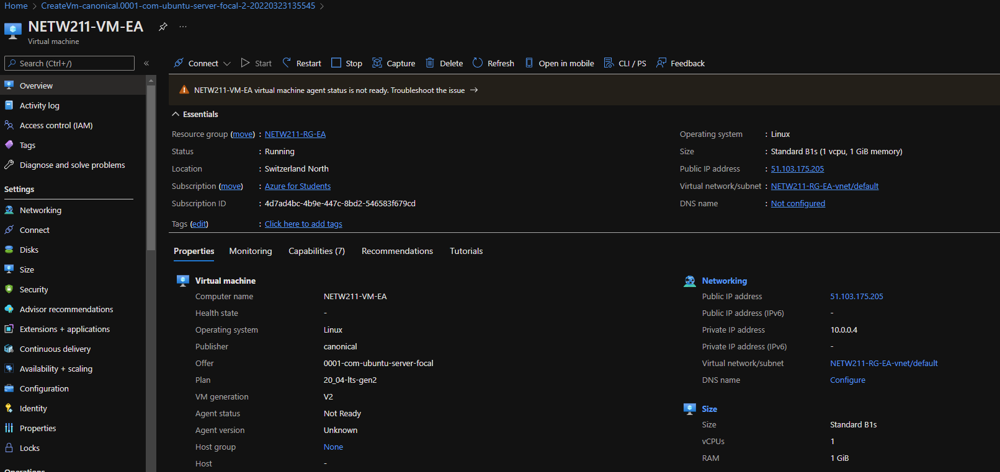 Home > CreateVm-canonical.0001-com-ubuntu-server-focal-2-20220323135545 >
NETW211-VM-EA ...
Virtual machine
Search (Ctrl+/) «
Connect Start Restart Stop Capture Delete Refresh Open in mobile CLI / PS Feedback
NETW211-VM-EA virtual machine agent status is not ready. Troubleshoot the issue →
Overview
Activity log
Access control (IAM)
Tags
Diagnose and solve problems
Settings
Networking
Connect
Disks
Size
Security
Advisor recommendations
Extensions + applications
Continuous delivery
Availability + scaling
Configuration
Identity
Properties
Locks
Operations
Essentials
Resource group (move) : NETW211-RG-EA
Status : Running
Location : Switzerland North
Subscription (move) : Azure for Students
Subscription ID : 4d7ad4bc-4b9e-447c-8bd2-546583f679cd
Tags (edit) : Click here to add tags
Operating system : Linux
Size : Standard B1s (1 vcpu, 1 GiB memory)
Public IP address : 51.103.175.205
Virtual network/subnet : NETW211-RG-EA-vnet/default
DNS name : Not configured
Properties Monitoring Capabilities (7) Recommendations Tutorials
Virtual machine
Computer name NETW211-VM-EA
Health state -
Operating system Linux
Publisher canonical
Offer 0001-com-ubuntu-server-focal
Plan 20_04-lts-gen2
VM generation V2
Agent status Not Ready
Agent version Unknown
Host group None
Host -
Networking
Public IP address 51.103.175.205
Public IP address (IPv6) -
Private IP address 10.0.0.4
Private IP address (IPv6) -
Virtual network/subnet NETW211-RG-EA-vnet/default
DNS name Configure
Size
Size Standard B1s
vCPUs 1
RAM 1 GiB